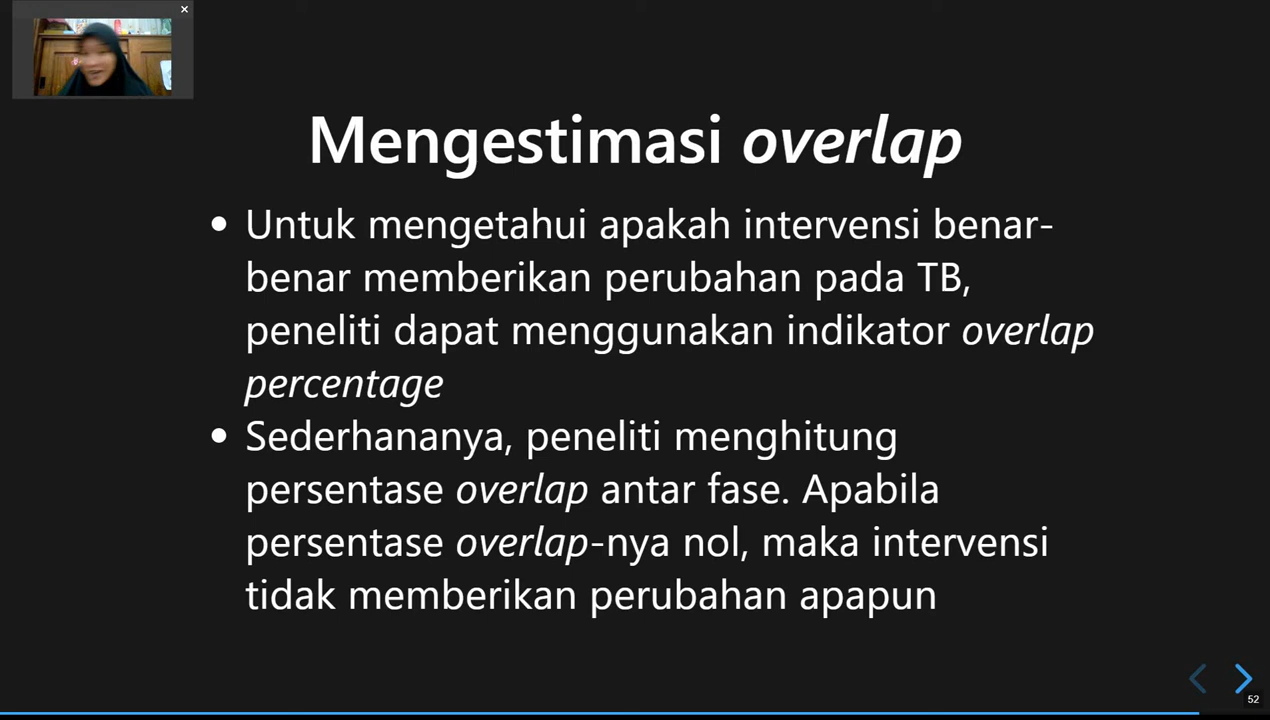 Mengestimasi overlap
• Untuk mengetahui apakah intervensi benar-
benar memberikan perubahan pada TB,
peneliti dapat menggunakan indikator overlap
percentage
• Sederhananya, peneliti menghitung
persentase overlap antar fase. Apabila
persentase overlap-nya nol, maka intervensi
tidak memberikan perubahan apapun
52